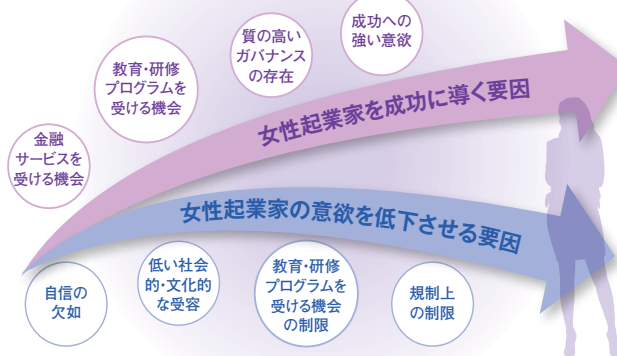 金融
サービスを
受ける機会
教育・研修
プログラムを
受ける機会
質の高い
ガバナンス
の存在
成功への
強い意欲
女性起業家を成功に導く要因
女性起業家の意欲を低下させる要因
自信の
欠如
低い社会
的・文化的
な受容
教育・研修
プログラムを
受ける機会
の制限
規制上
の制限